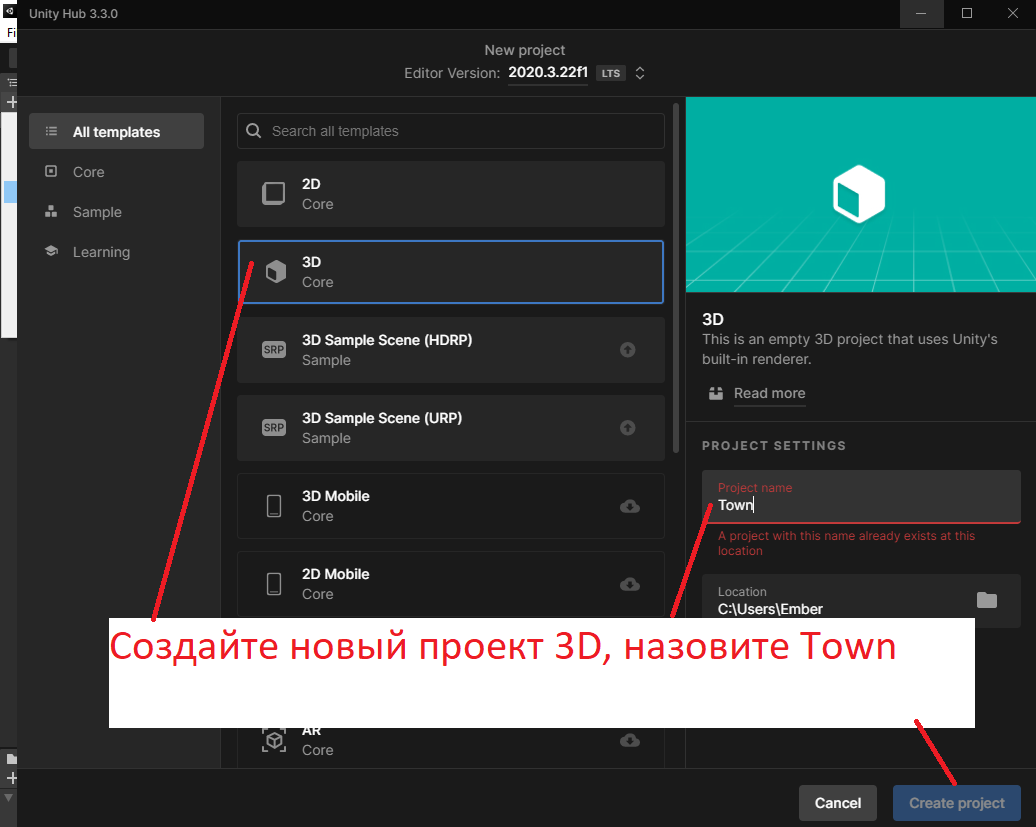 Unity Hub 3.3.0
Fi
New project
Editor Version: 2020.3.22f1 LTS
All templates
Core
Sample
Learning
Search all templates
2D
Core
3D
Core
SRP
3D Sample Scene (HDRP)
Sample
SRP
3D Sample Scene (URP)
Sample
3D Mobile
Core
2D Mobile
Core
AR
Core
3D
This is an empty 3D project that uses Unity's
built-in renderer.
Read more
PROJECT SETTINGS
Project name
Town
A project with this name already exists at this
location
Location
C:\Users\Ember
Создайте новый проект 3D, назовите Town
Cancel
Create project